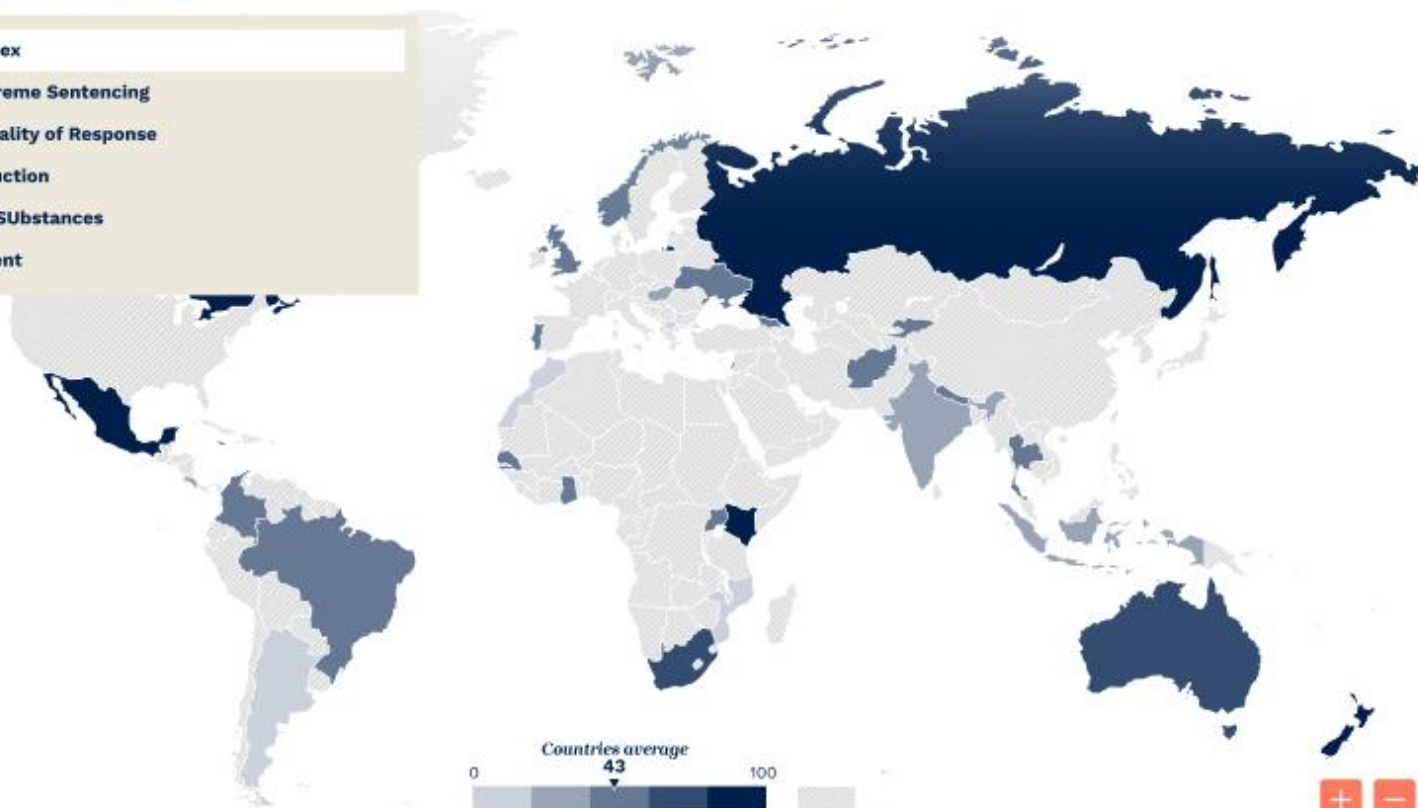 ex
reme Sentencing
ality of Response
uction
SUbstances
ent
Countries average
43
0 100
+ −